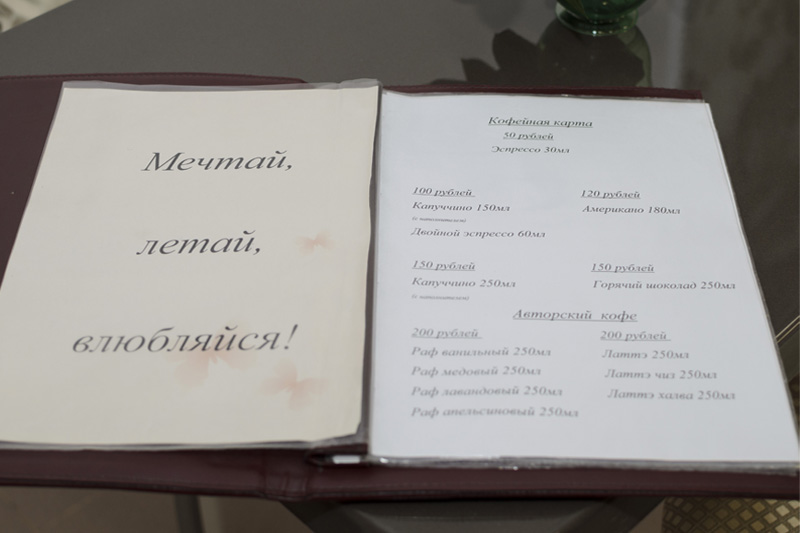 Мечтай,
летай,
влюбляйся!
Кофейная карта
50 рублей
Эспрессо 30мл
100 рублей
Капуччино 150мл
Двойной эспрессо 60мл
120 рублей
Американо 180мл
150 рублей
Капуччино 250мл
150 рублей
Горячий шоколад 250мл
Авторский кофе
200 рублей
Раф ванильный 250мл
Раф медовый 250мл
Раф лавандовый 250мл
Раф апельсиновый 250мл
200 рублей
Латтэ 250мл
Латтэ чиз 250мл
Латтэ халва 250мл